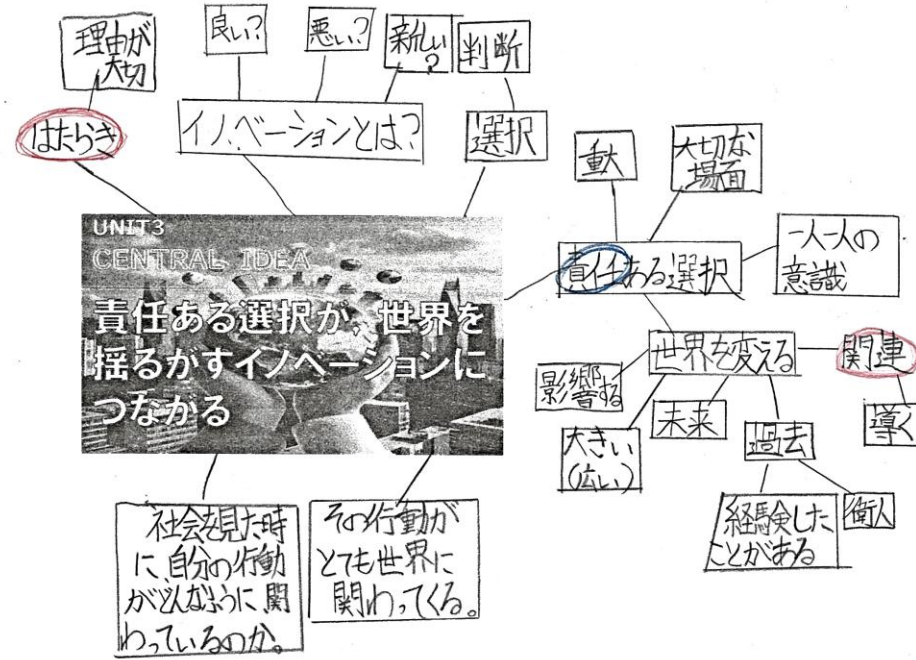 理由が
大切
はたらき
良い?
悪い?
新しい
?
イノベーションとは?
判断
選択
UNIT3
CENTRAL IDEA
責任ある選択が、世界を
揺るかすイノベーションに
つながる
重大
大切な
場面
責任ある選択
一人一人の
意識
世界を変える
関連
導く
影響する
大きい
(広い)
未来
過去
経験した
ことがある
衛人
社会を見た時
に、自分の行動
がどんなふうに関
わっているのか。
その行動が
とても世界に
関わってくる。